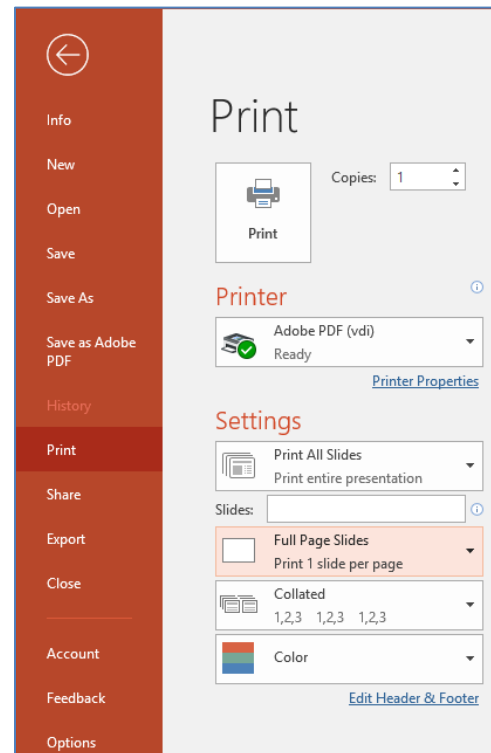 Info
New
Open
Save
Save As
Save as Adobe
PDF
History
Print
Share
Export
Close
Account
Feedback
Options
Print
Copies: 1
Print
Printer
Adobe PDF (vdi)
Ready
Printer Properties
Settings
Print All Slides
Print entire presentation
Slides:
Full Page Slides
Print 1 slide per page
Collated
1,2,3 1,2,3 1,2,3
Color
Edit Header & Footer